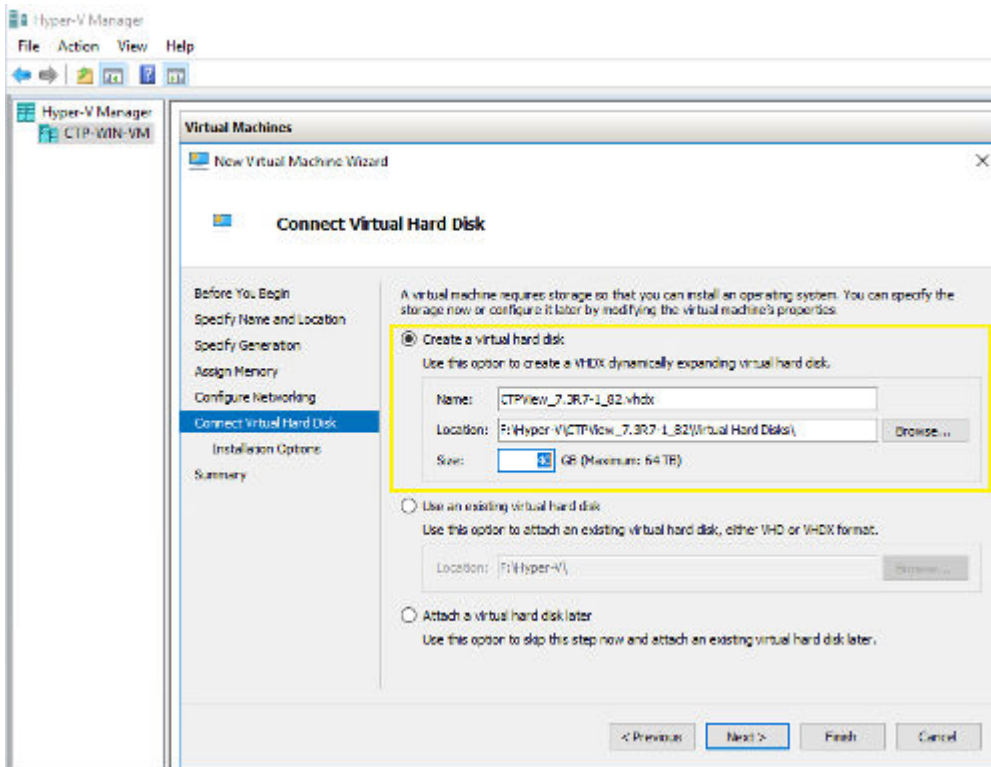 Hyper-V Manager
File Action View Help
Hyper-V Manager
CTP-WIN-VM
Virtual Machines
New Virtual Machine Wizard
Connect Virtual Hard Disk
Before You Begin
Specify Name and Location
Specify Generation
Assign Memory
Configure Networking
Connect Virtual Hard Disk
Installation Options
Summary
A virtual machine requires storage so that you can install an operating system. You can specify the
storage now or configure it later by modifying the virtual machine's properties.
Create a virtual hard disk
Use this option to create a VHDX dynamically expanding virtual hard disk.
Name: CTPView_7.3R7-1_82.vhdx
Location: F:\Hyper-V\CTPView_7.3R7-1_82\Virtual Hard Disks\ Browse...
Size: GB (Maximum: 64 TB)
Use an existing virtual hard disk
Use this option to attach an existing virtual hard disk, either VHD or VHDX format.
Location: F:\Hyper-V\ Browse...
Attach a virtual hard disk later
Use this option to skip this step now and attach an existing virtual hard disk later.
< Previous Next > Finish Cancel